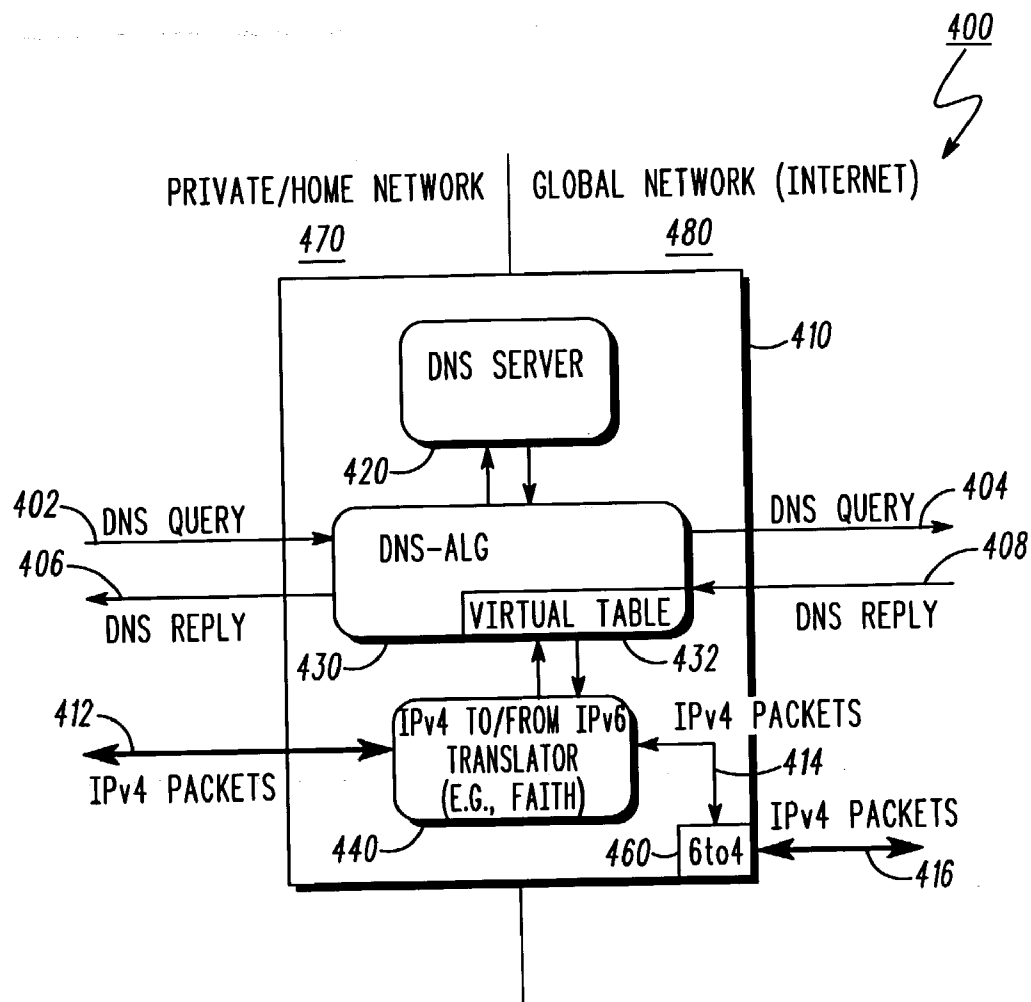 400
PRIVATE/HOME NETWORK
GLOBAL NETWORK (INTERNET)
470
480
410
DNS SERVER
420
402
DNS QUERY
DNS QUERY
404
DNS-ALG
406
408
DNS REPLY
VIRTUAL TABLE
DNS REPLY
430
432
412
IPv4 TO/FROM IPv6
TRANSLATOR
(E.G., FAITH)
IPv4 PACKETS
IPv4 PACKETS
414
440
460
6to4
IPv4 PACKETS
416